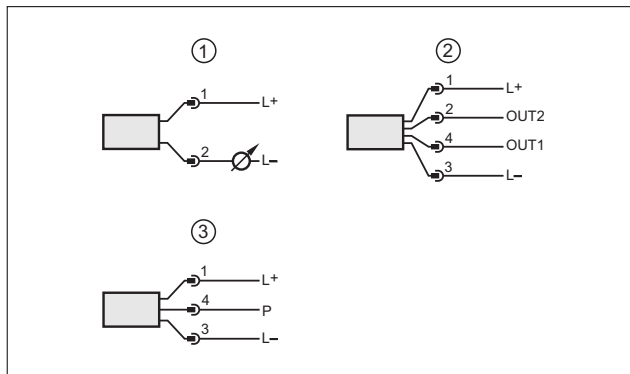 ①
1 L+
2 L–
②
1 L+
2 OUT2
4 OUT1
3 L–
③
1 L+
4 P
3 L–